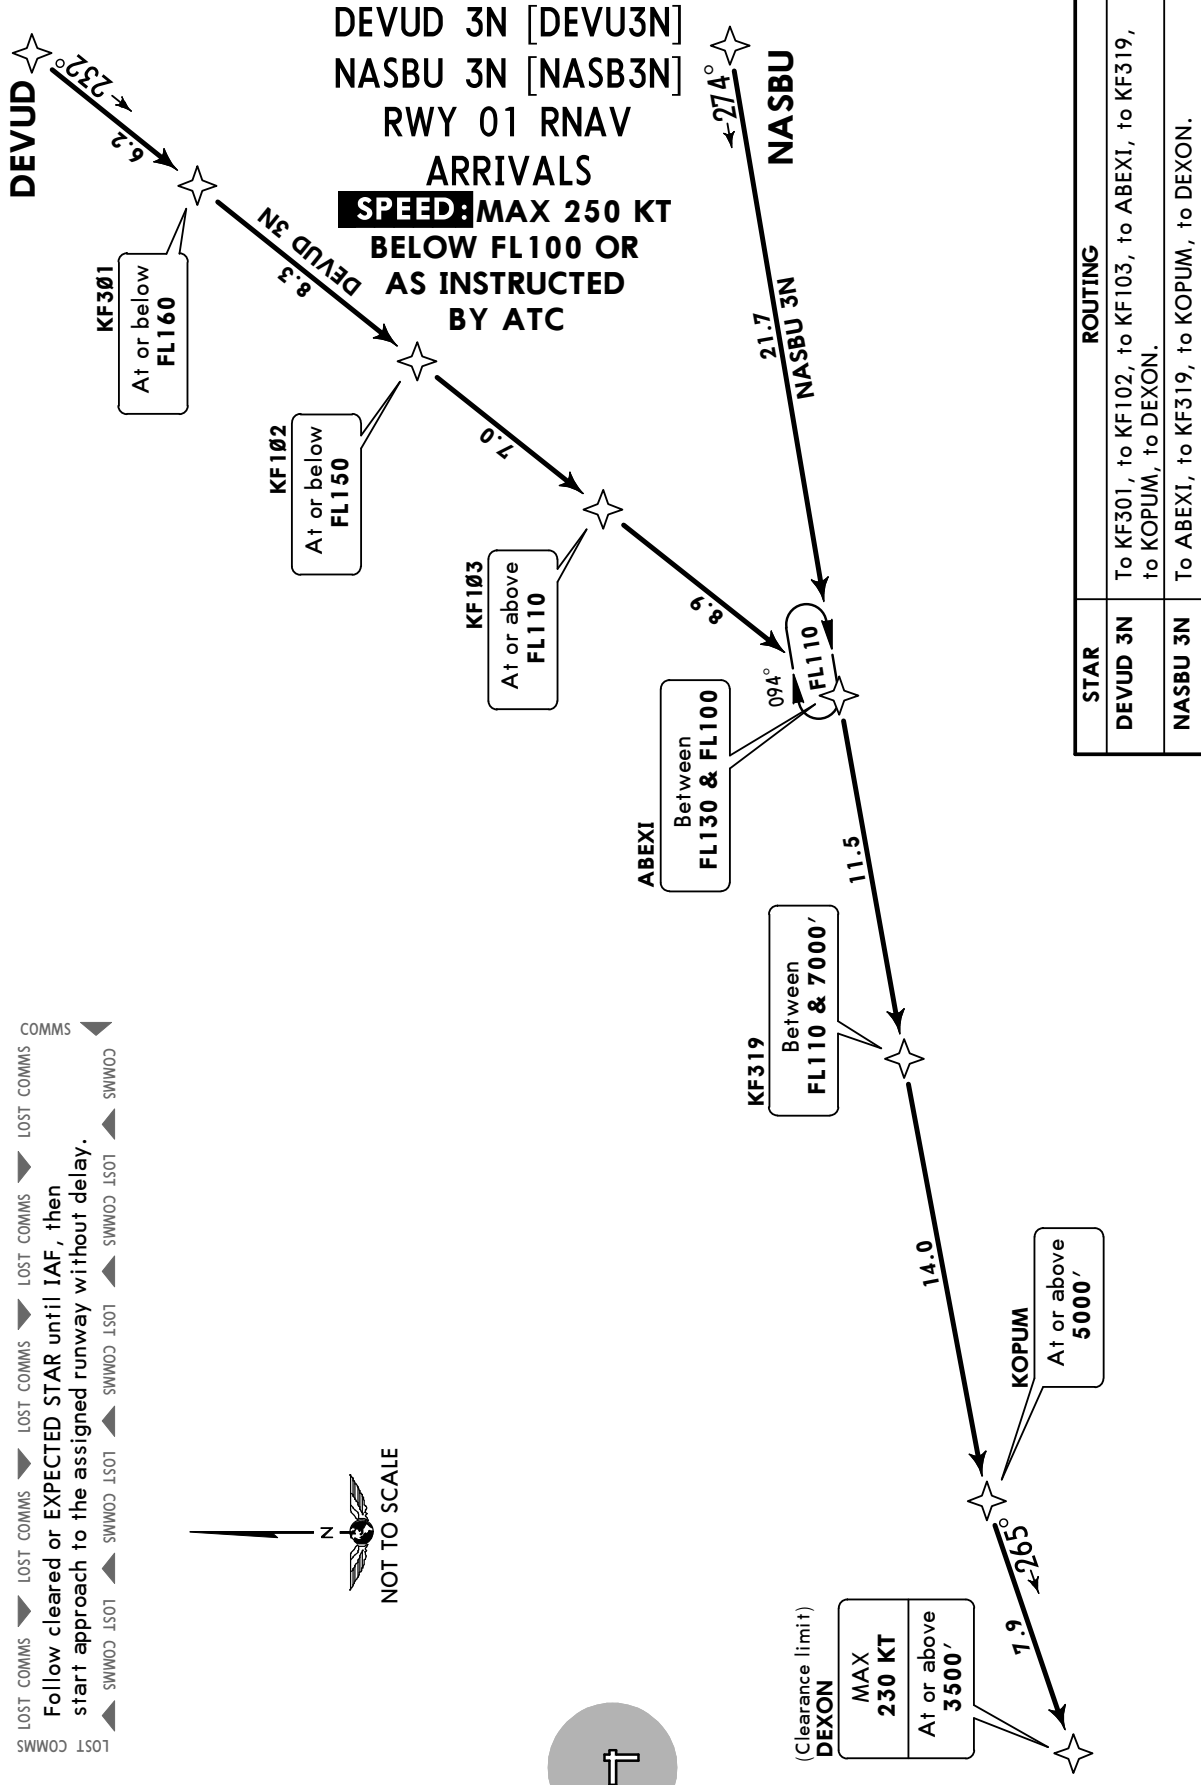 DEVUD 3N [DEVU3N]
NASBU 3N [NASB3N]
RWY 01 RNAV
ARRIVALS
SPEED: MAX 250 KT
BELOW FL100 OR
AS INSTRUCTED
BY ATC
DEVUD
232°
6.2
KF3Ø1
At or below
FL160
DEVUD 3N
8.3
KF1Ø2
At or below
FL150
7.0
KF1Ø3
At or above
FL110
8.9
NASBU
274°
21.7
NASBU 3N
ABEXI
Between
FL130 & FL100
094°
FL110
11.5
KF319
Between
FL110 & 7000'
14.0
KOPUM
At or above
5000'
265°
7.9
(Clearance limit)
DEXON
MAX
230 KT
At or above
3500'
LOST COMMS LOST COMMS LOST COMMS LOST COMMS LOST COMMS COMMS
Follow cleared or EXPECTED STAR until IAF, then
start approach to the assigned runway without delay.
LOST COMMS LOST COMMS LOST COMMS LOST COMMS LOST COMMS COMMS
N
NOT TO SCALE
STAR ROUTING
DEVUD 3N To KF301, to KF102, to KF103, to ABEXI, to KF319,
to KOPUM, to DEXON.
NASBU 3N To ABEXI, to KF319, to KOPUM, to DEXON.